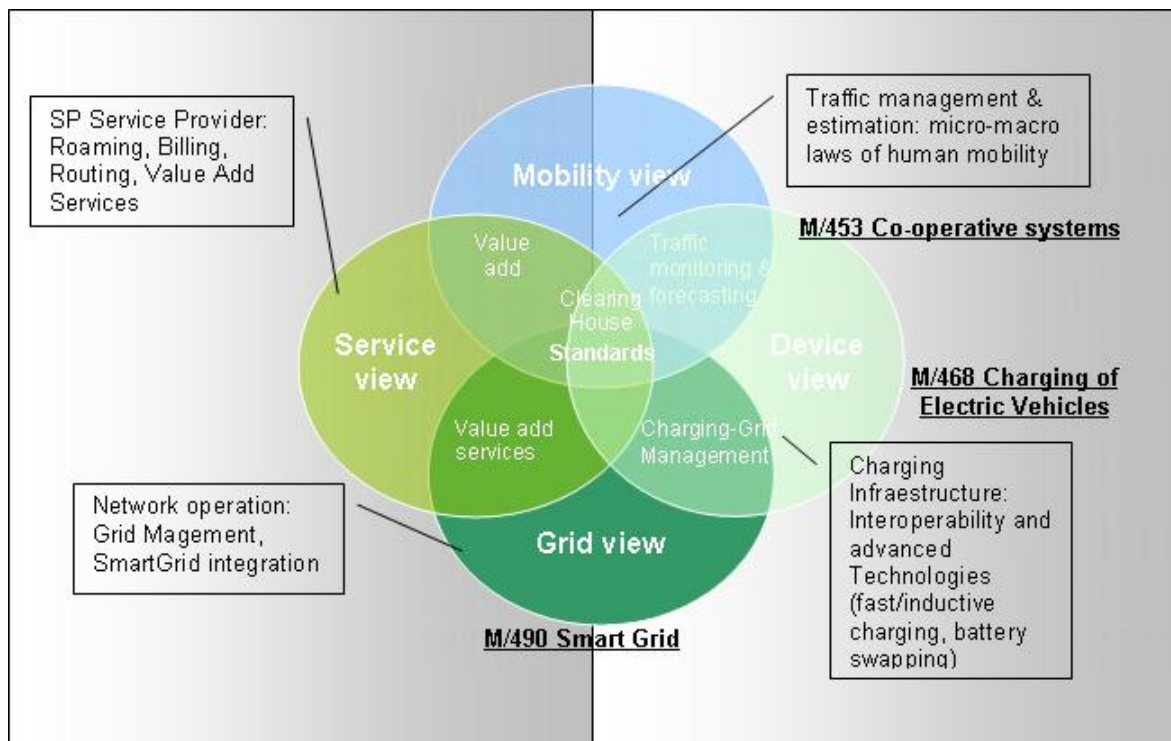 SP Service Provider:
Roaming, Billing,
Routing, Value Add
Services
Traffic management &
estimation: micro-macro
laws of human mobility
Mobility view
M/453 Co-operative systems
Value
add
Traffic
monitoring &
forecasting
Clearing
House
Standards
Service
view
Device
view
M/468 Charging of
Electric Vehicles
Value add
services
Charging-Grid
Management
Charging
Infraestructure:
Interoperability and
advanced
Technologies
(fast/inductive
charging, battery
swapping)
Network operation:
Grid Magement,
SmartGrid integration
Grid view
M/490 Smart Grid